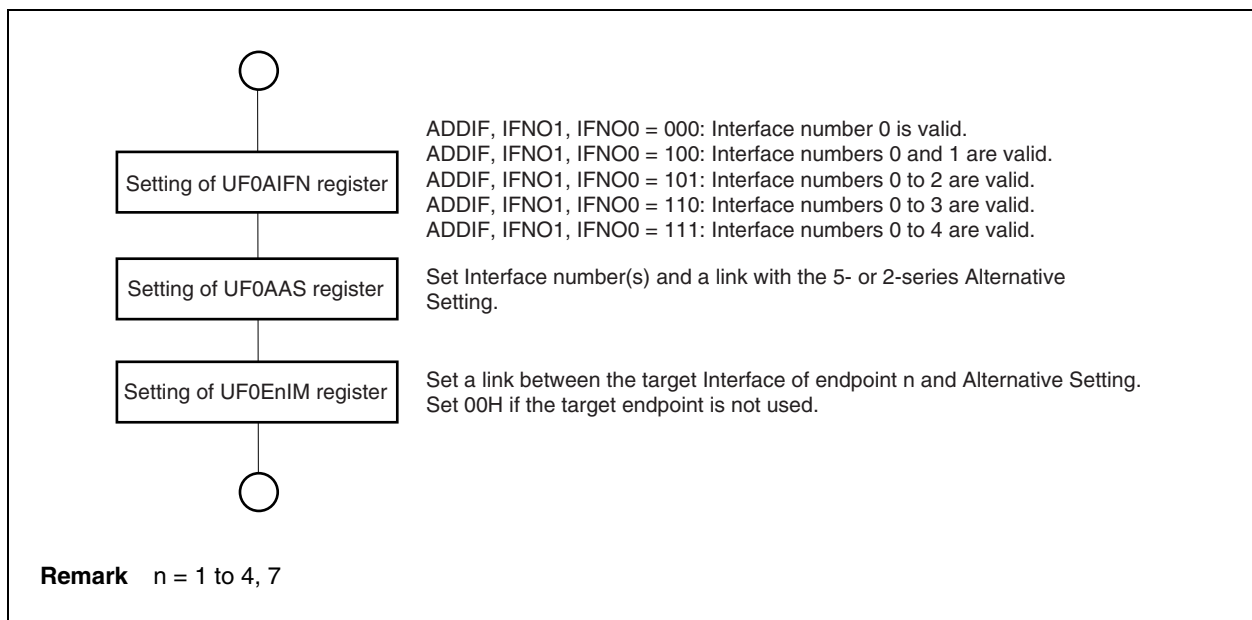 Setting of UF0AIFN register
ADDIF, IFNO1, IFNO0 = 000: Interface number 0 is valid.
ADDIF, IFNO1, IFNO0 = 100: Interface numbers 0 and 1 are valid.
ADDIF, IFNO1, IFNO0 = 101: Interface numbers 0 to 2 are valid.
ADDIF, IFNO1, IFNO0 = 110: Interface numbers 0 to 3 are valid.
ADDIF, IFNO1, IFNO0 = 111: Interface numbers 0 to 4 are valid.
Setting of UF0AAS register
Set Interface number(s) and a link with the 5- or 2-series Alternative
Setting.
Setting of UF0EnIM register
Set a link between the target Interface of endpoint n and Alternative Setting.
Set 00H if the target endpoint is not used.
Remark n = 1 to 4, 7